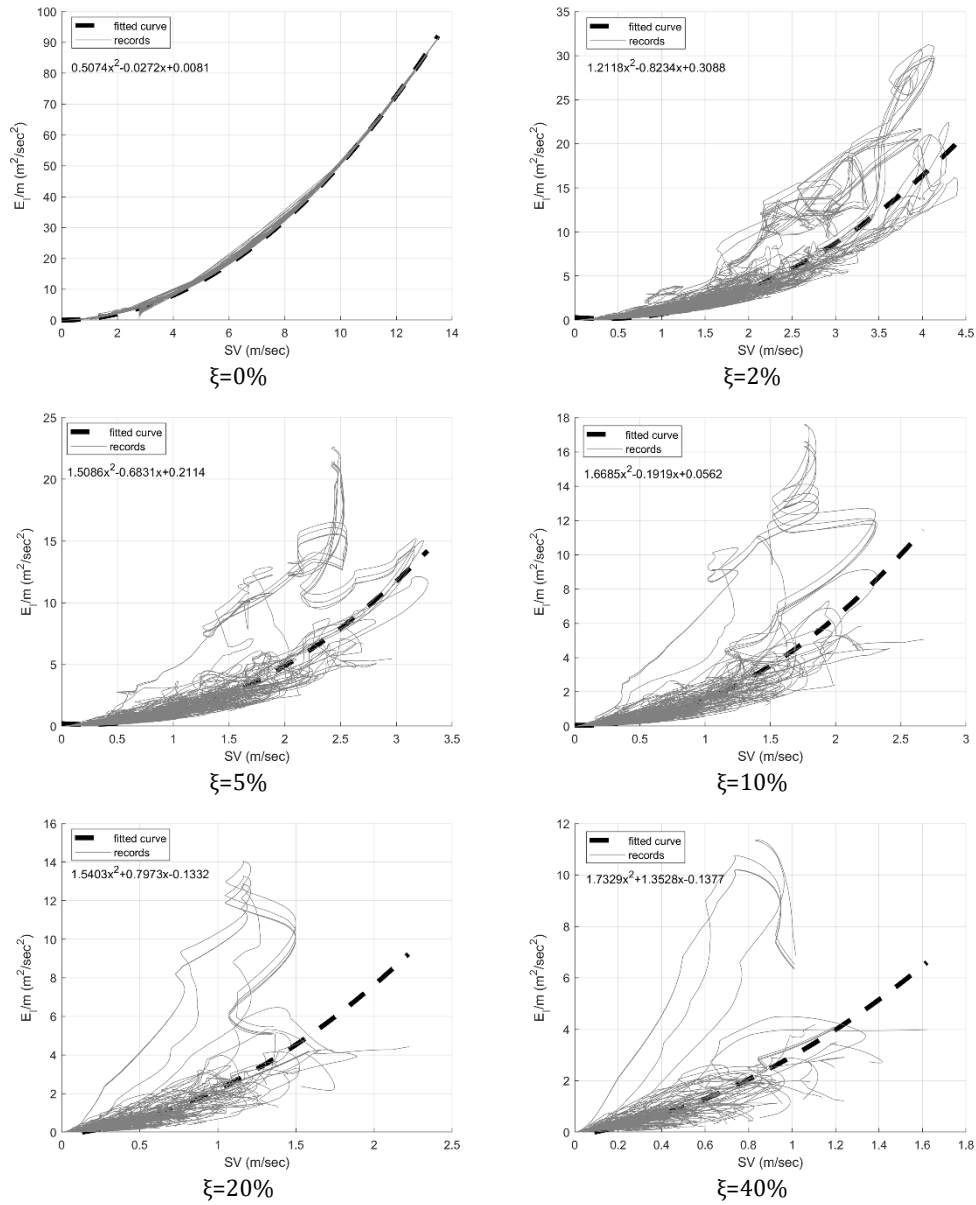 100
90
80
70
60
50
40
30
20
10
0
E_I/m (m²/sec²)
fitted curve
records
0.5074x²-0.0272x+0.0081
0 2 4 6 8 10 12 14
SV (m/sec)
ξ=0%
35
30
25
20
15
10
5
0
E_I/m (m²/sec²)
fitted curve
records
1.2118x²-0.8234x+0.3088
0 0.5 1 1.5 2 2.5 3 3.5 4 4.5
SV (m/sec)
ξ=2%
25
20
15
10
5
0
E_I/m (m²/sec²)
fitted curve
records
1.5086x²-0.6831x+0.2114
0 0.5 1 1.5 2 2.5 3 3.5
SV (m/sec)
ξ=5%
18
16
14
12
10
8
6
4
2
0
E_I/m (m²/sec²)
fitted curve
records
1.6685x²-0.1919x+0.0562
0 0.5 1 1.5 2 2.5 3
SV (m/sec)
ξ=10%
16
14
12
10
8
6
4
2
0
E_I/m (m²/sec²)
fitted curve
records
1.5403x²+0.7973x-0.1332
0 0.5 1 1.5 2 2.5
SV (m/sec)
ξ=20%
12
10
8
6
4
2
0
E_I/m (m²/sec²)
fitted curve
records
1.7329x²+1.3528x-0.1377
0 0.2 0.4 0.6 0.8 1 1.2 1.4 1.6 1.8
SV (m/sec)
ξ=40%